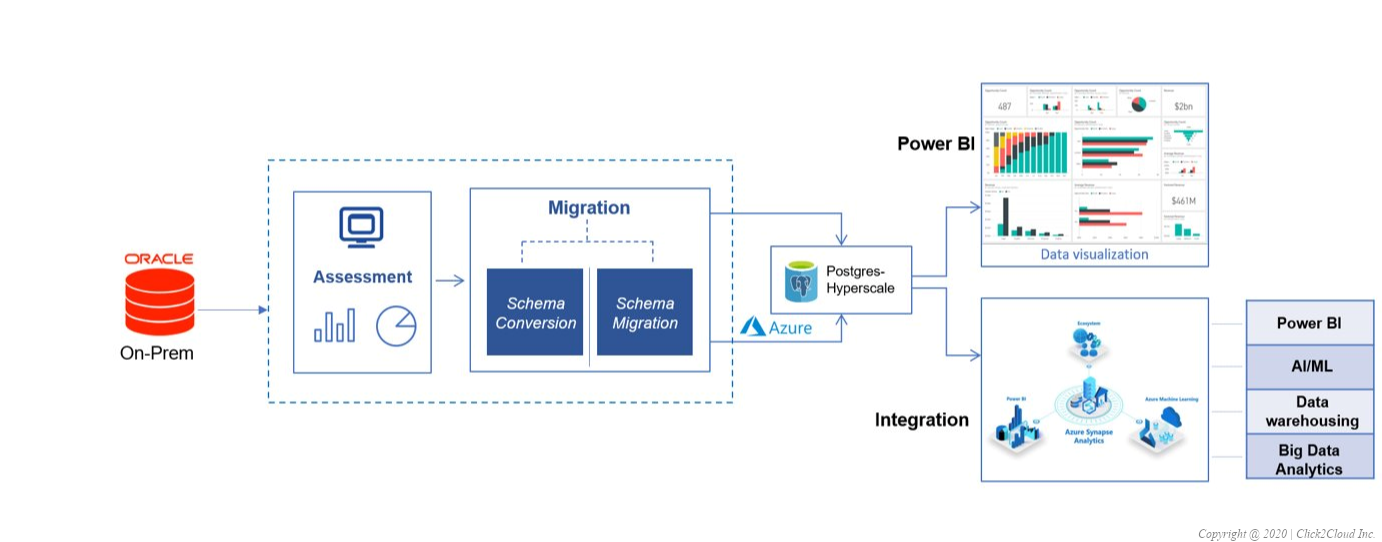 ORACLE
On-Prem
Assessment
Migration
Schema
Conversion
Schema
Migration
Azure
Postgres-
Hyperscale
Power BI
487
$2bn
$461M
Data visualization
Integration
Ecosystem
Power BI
Azure Machine Learning
Azure Synapse
Analytics
Power BI
AI/ML
Data
warehousing
Big Data
Analytics
Copyright @ 2020 | Click2Cloud Inc.